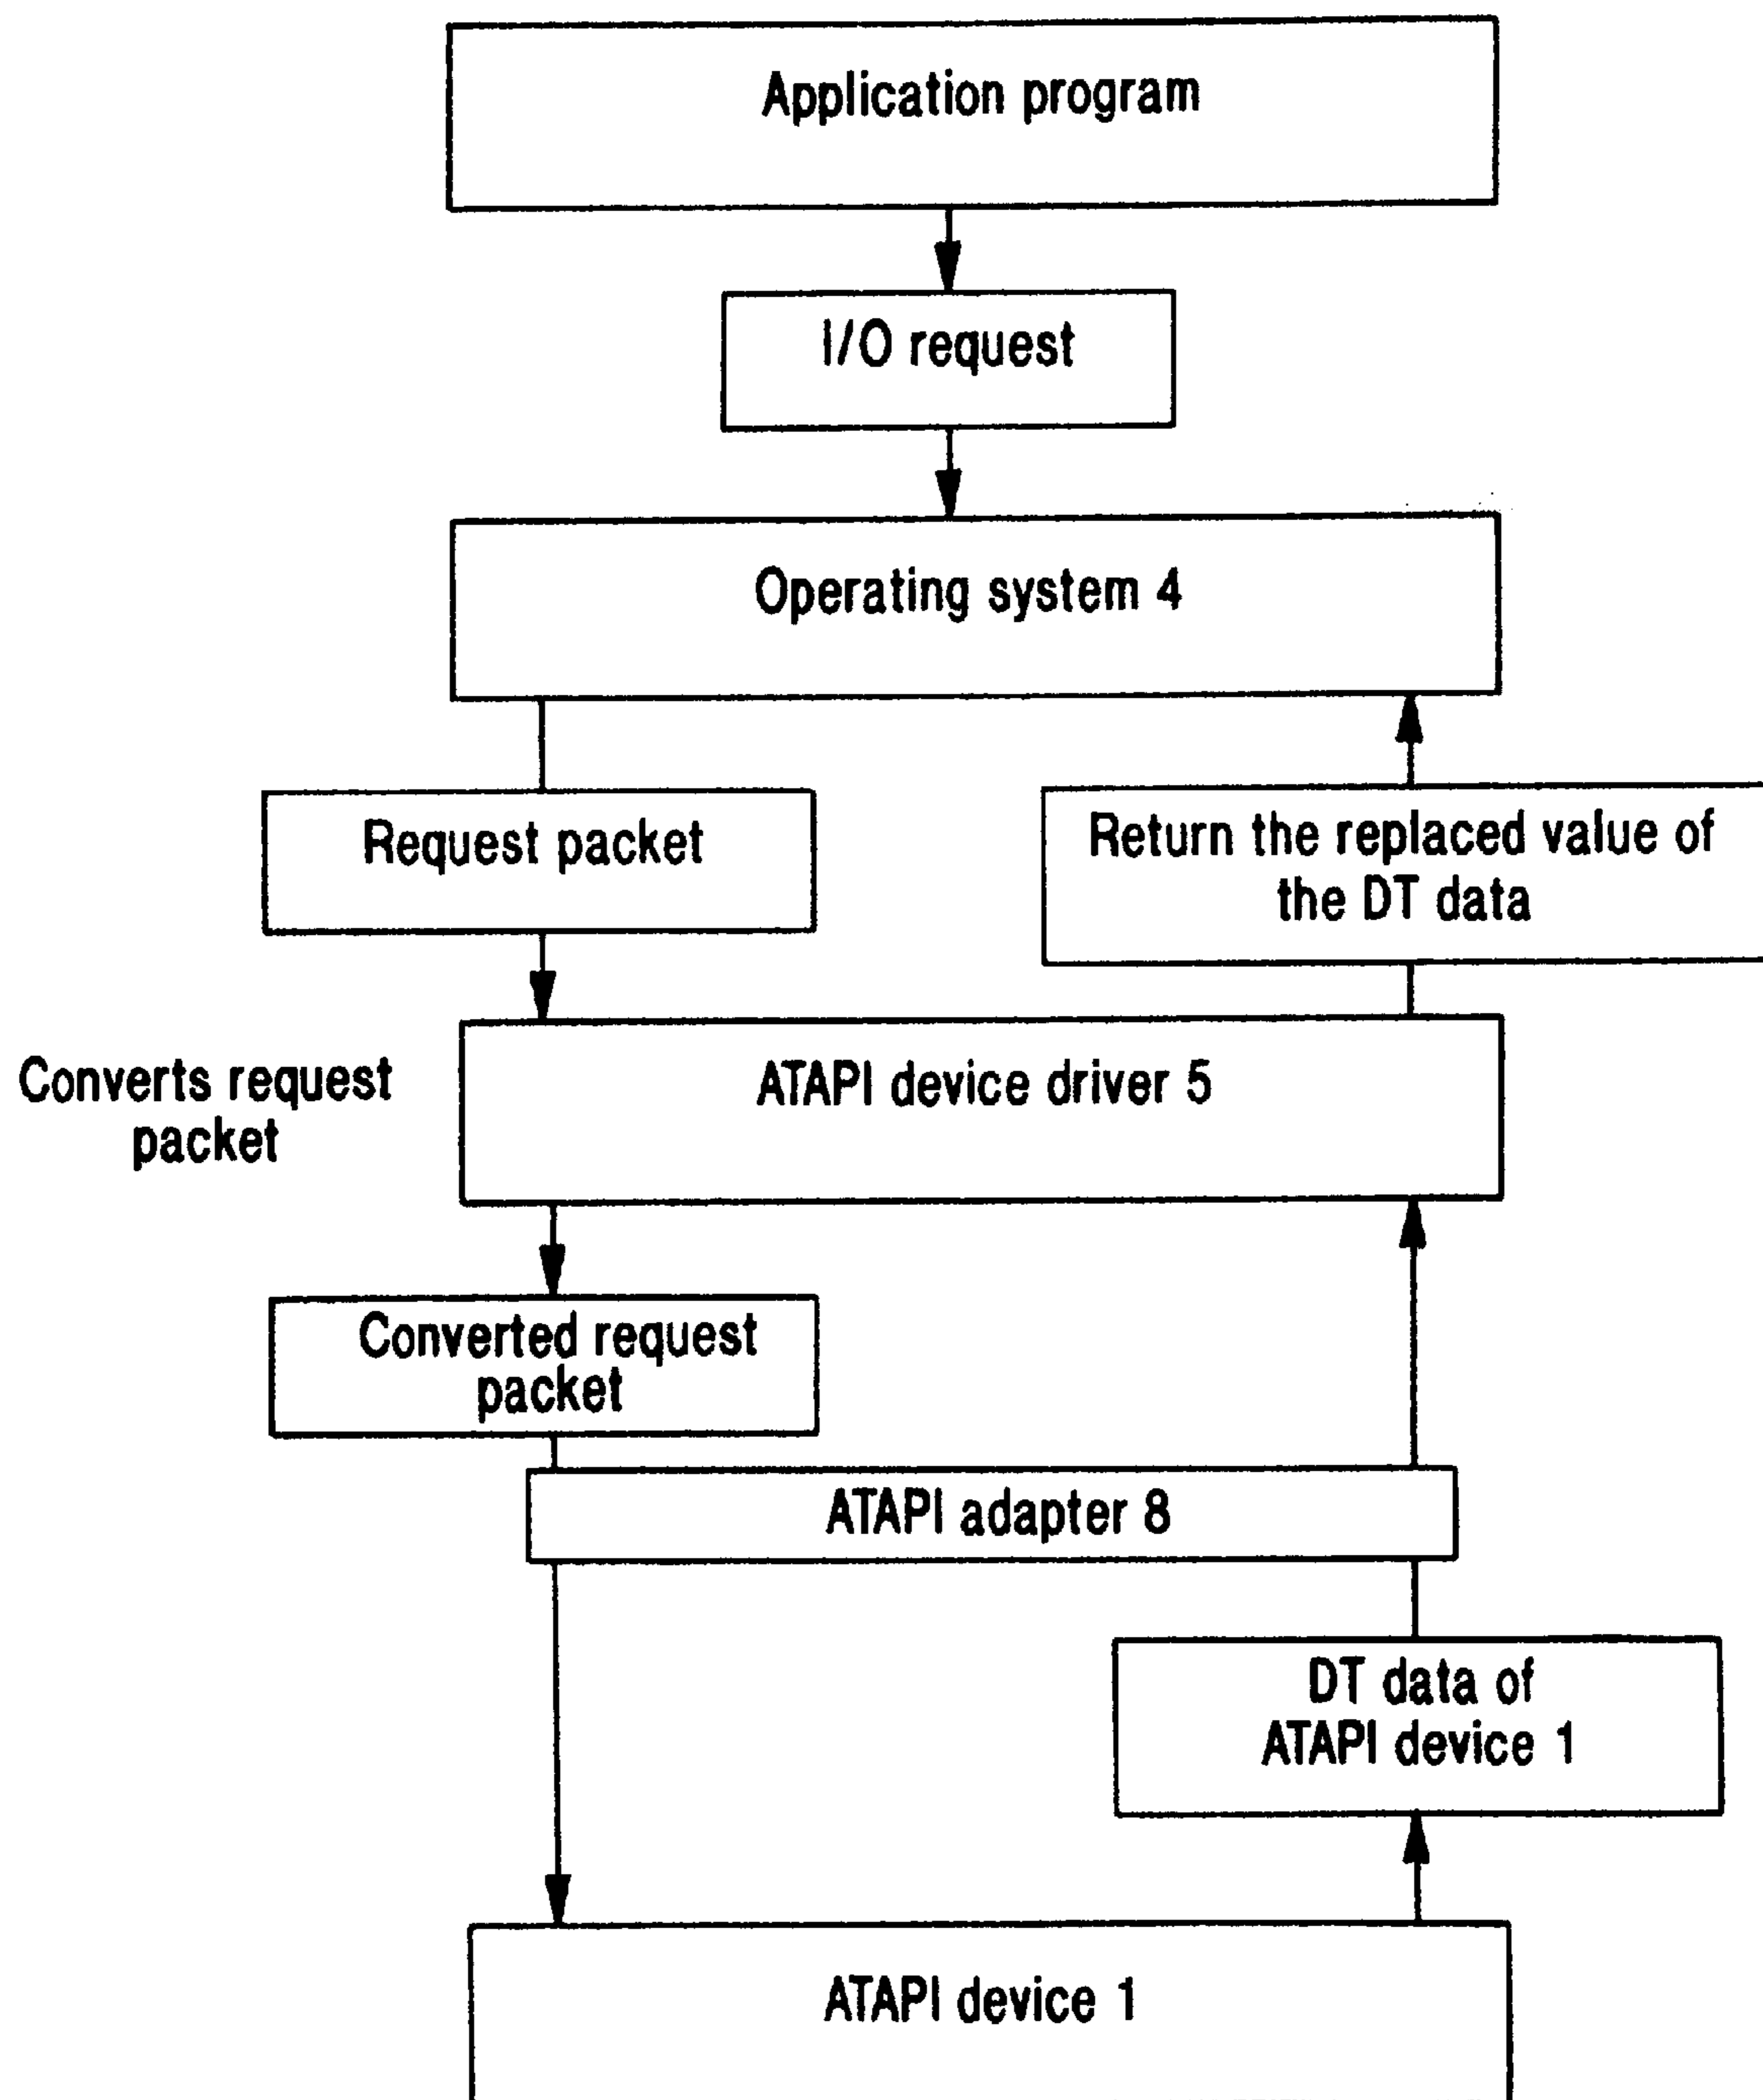 Application program
I/O request
Operating system 4
Request packet
Return the replaced value of
the DT data
Converts request
packet
ATAPI device driver 5
Converted request
packet
ATAPI adapter 8
DT data of
ATAPI device 1
ATAPI device 1